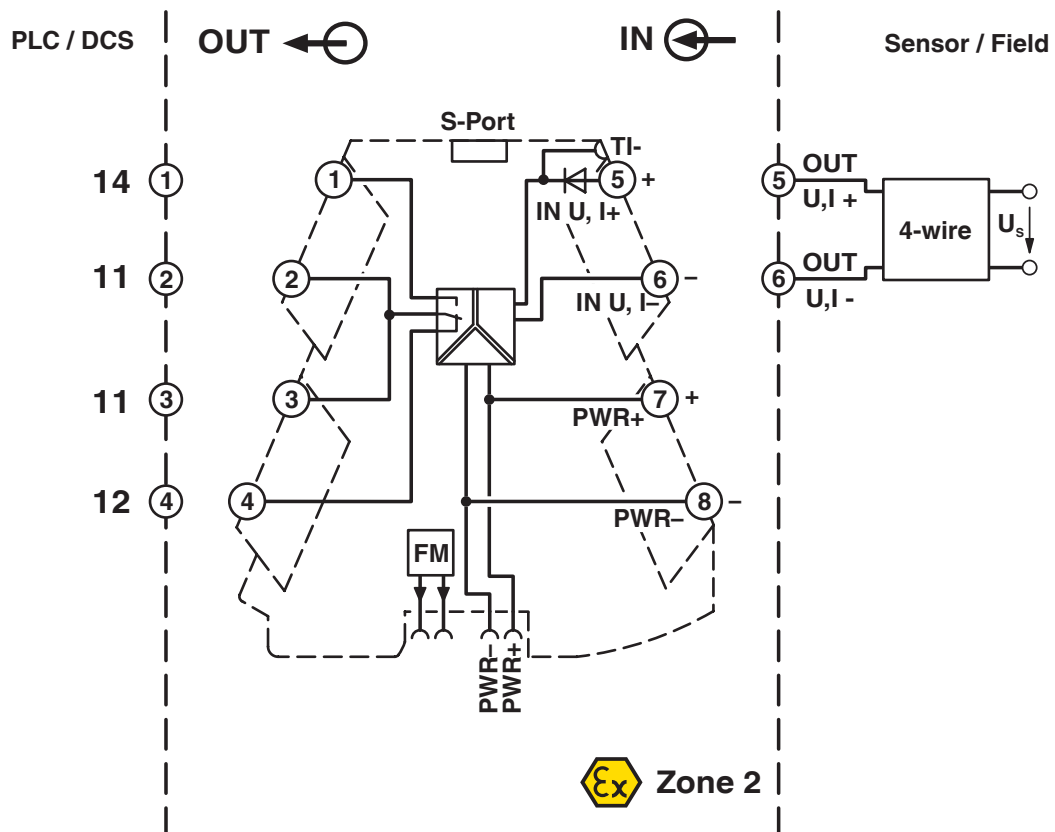 PLC / DCS
OUT
IN
Sensor / Field
S-Port
TI-
14 1
1
5 +
IN U, I+
5 OUT
U,I +
4-wire
Us
11 2
2
6 –
IN U, I–
6 OUT
U,I -
11 3
3
7 +
PWR+
12 4
4
8 –
PWR–
FM
PWR–
PWR+
Ex Zone 2